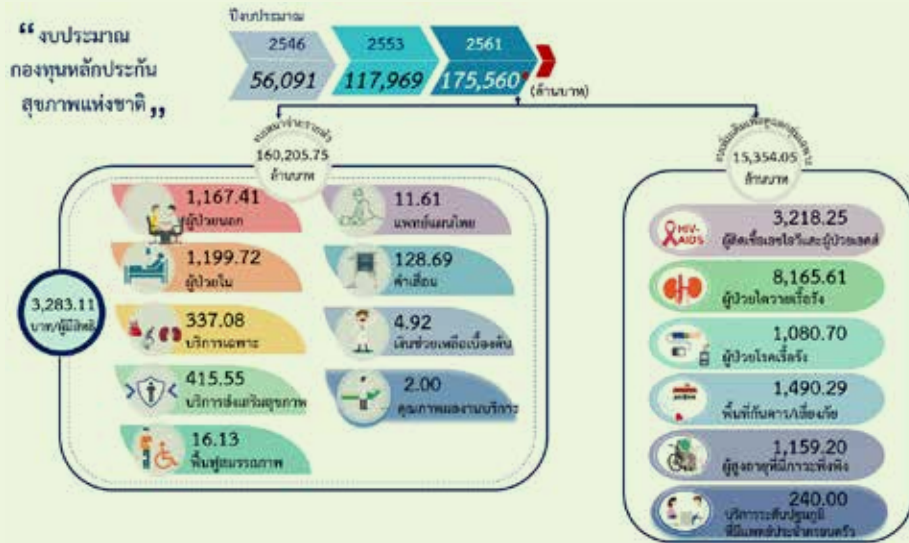 “งบประมาณ
กองทุนหลักประกัน
สุขภาพแห่งชาติ”
ปีงบประมาณ
2546
56,091
2553
117,969
2561
175,560*
(ล้านบาท)
งบเหมาจ่ายรายหัว
160,205.75
ล้านบาท
3,283.11
บาท/ผู้มีสิทธิ
1,167.41
ผู้ป่วยนอก
1,199.72
ผู้ป่วยใน
337.08
บริการเฉพาะ
415.55
บริการส่งเสริมสุขภาพ
16.13
ฟื้นฟูสมรรถภาพ
11.61
แพทย์แผนไทย
128.69
ค่าเสื่อม
4.92
เงินช่วยเหลือเบื้องต้น
2.00
คุณภาพผลงานบริการ
15,354.05
ล้านบาท
HIV-
AIDS
3,218.25
ผู้ติดเชื้อเอชไอวีและผู้ป่วยเอดส์
8,165.61
ผู้ป่วยไตวายเรื้อรัง
1,080.70
ผู้ป่วยโรคเรื้อรัง
1,490.29
พื้นที่กันดาร/เสี่ยงภัย
1,159.20
ผู้สูงอายุที่มีภาวะพึ่งพิง
240.00
บริการระดับปฐมภูมิ
ที่มีแพทย์ประจำครอบครัว